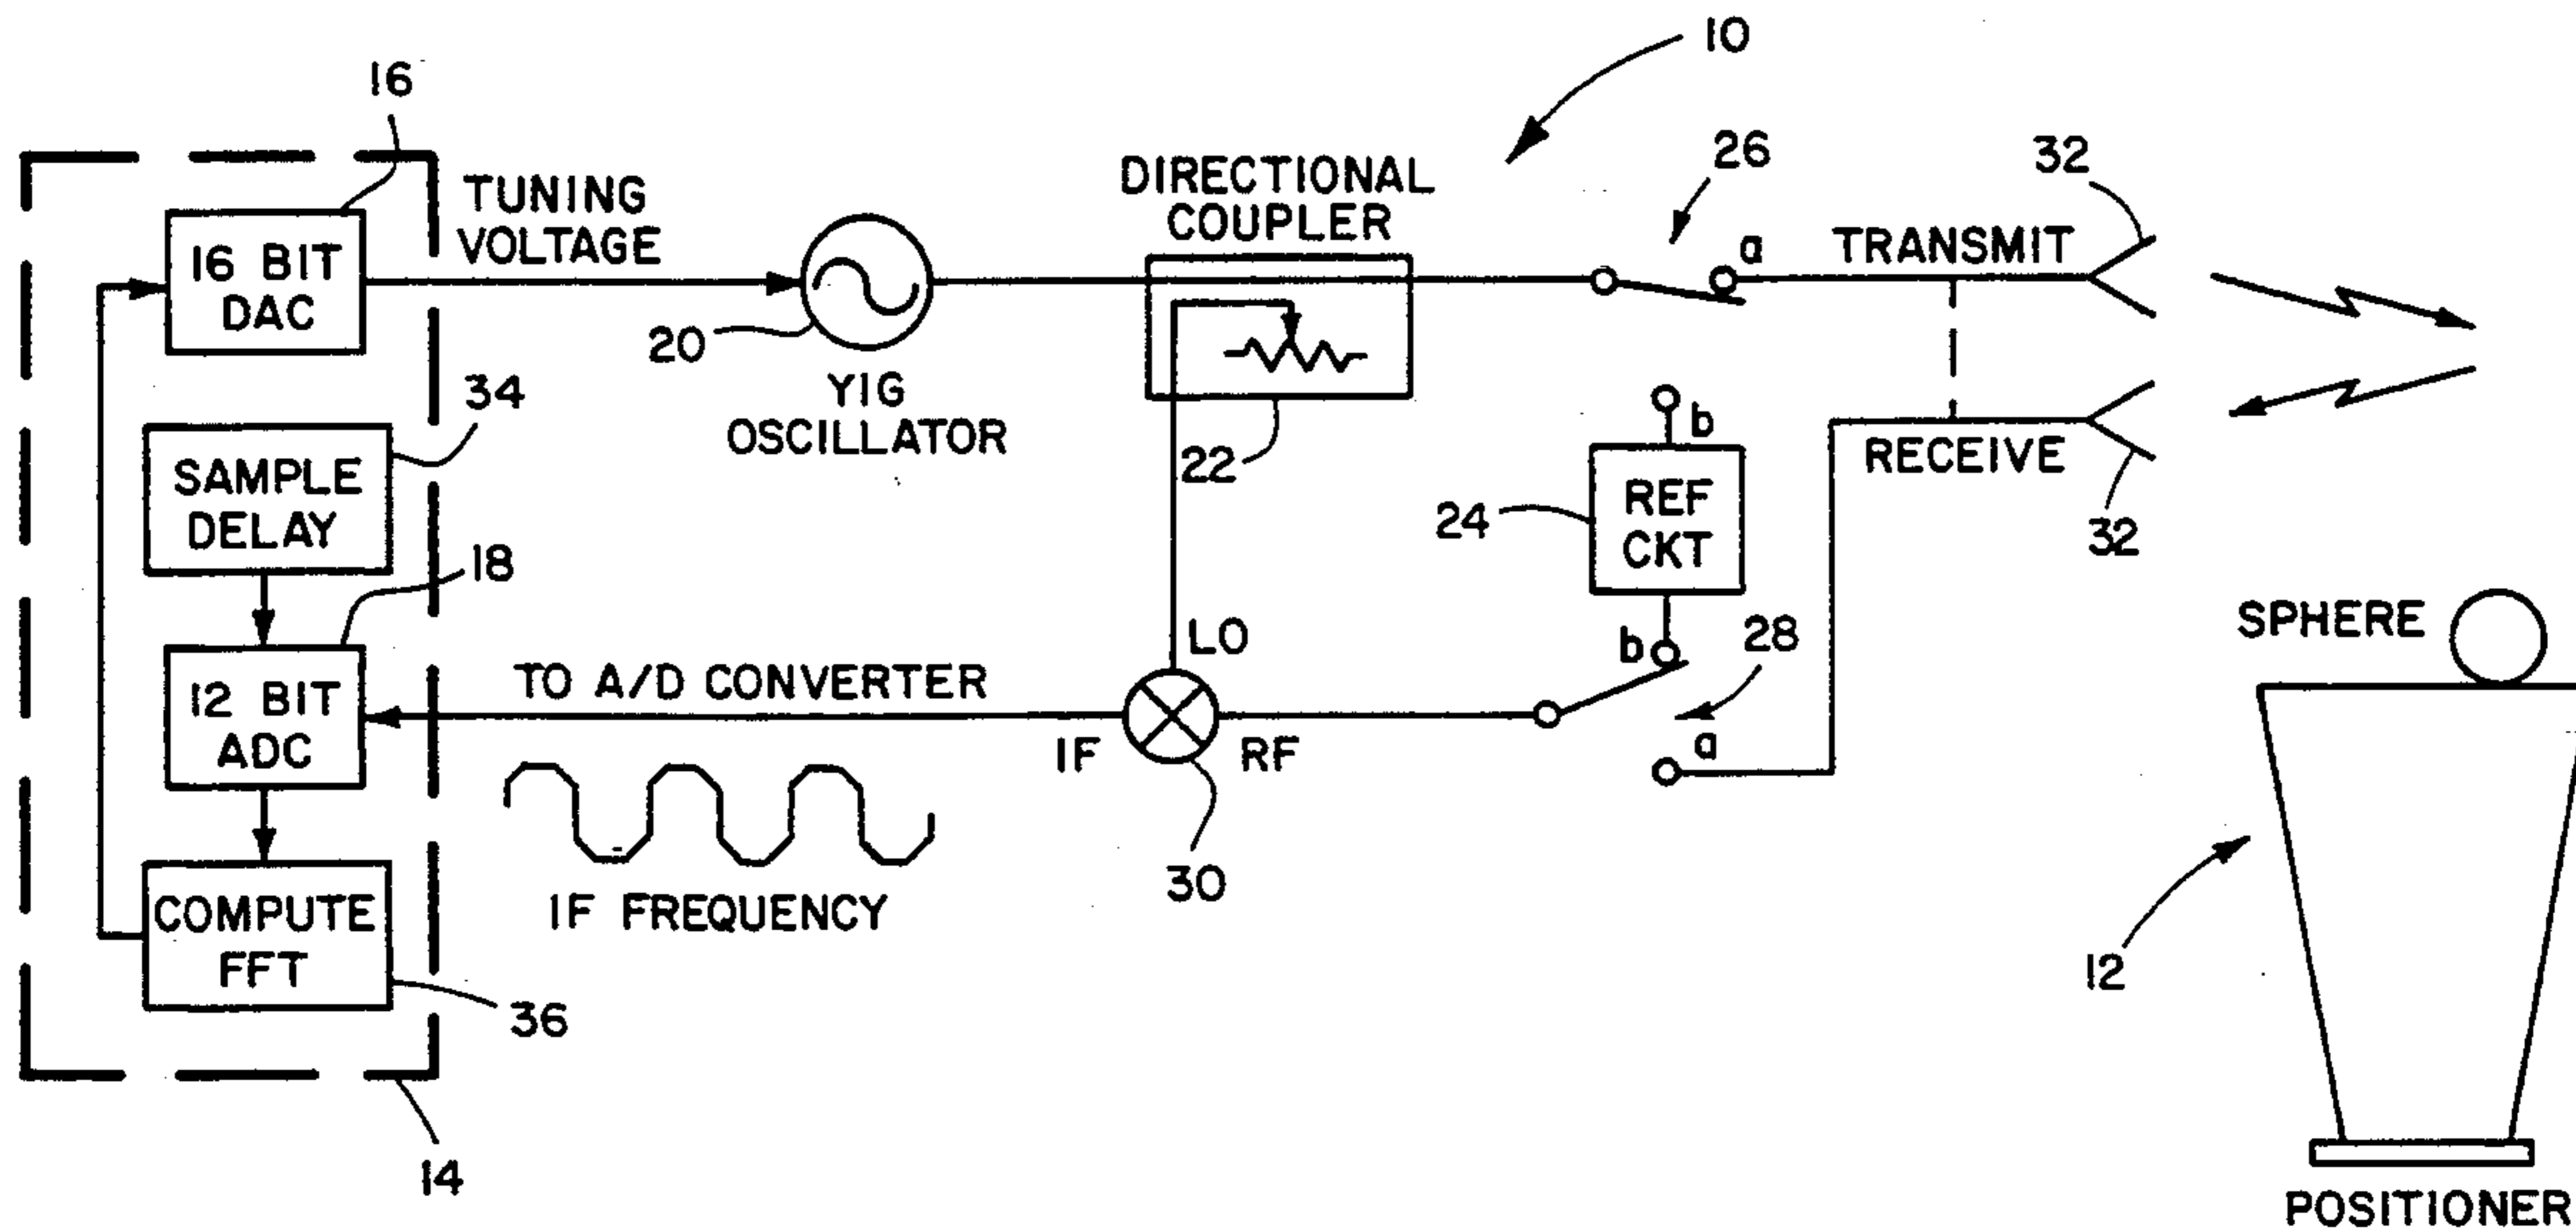 10
16
DIRECTIONAL
COUPLER
26
32
TUNING
VOLTAGE
16 BIT
DAC
a
TRANSMIT
20
YIG
OSCILLATOR
34
SAMPLE
DELAY
22
b
RECEIVE
32
24
REF
CKT
18
LO
b
28
SPHERE
12 BIT
ADC
TO A/D CONVERTER
IF
RF
a
30
COMPUTE
FFT
IF FREQUENCY
36
12
14
POSITIONER